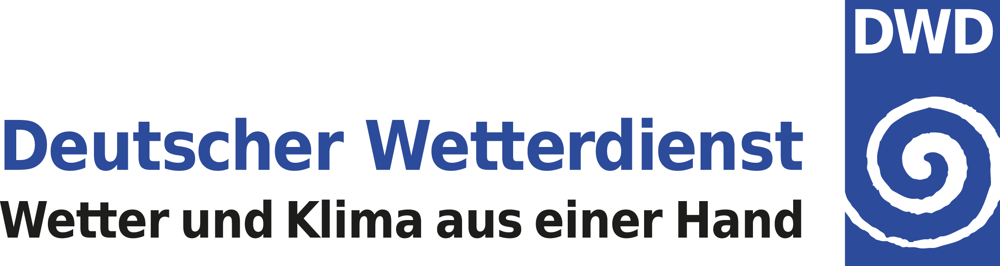 DWD
Deutscher Wetterdienst
Wetter und Klima aus einer Hand